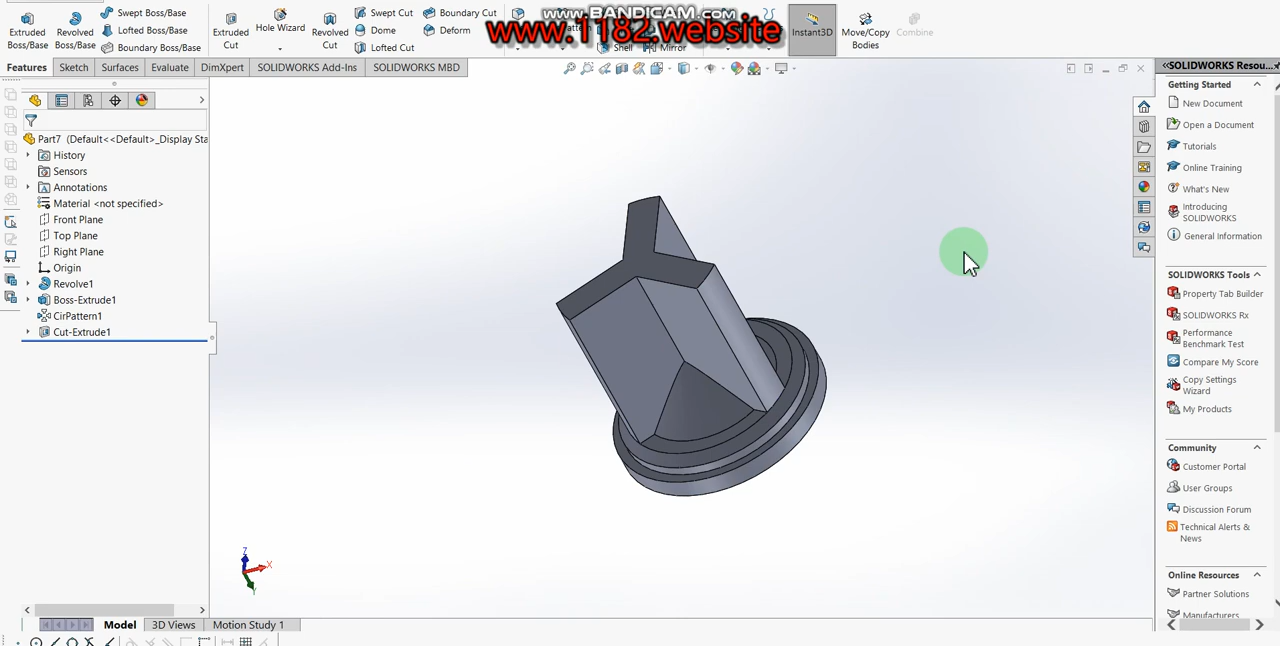 www.BANDICAM.com
www.1182.website
Extruded Boss/Base
Revolved Boss/Base
Swept Boss/Base
Lofted Boss/Base
Boundary Boss/Base
Extruded Cut
Hole Wizard
Revolved Cut
Swept Cut
Dome
Lofted Cut
Boundary Cut
Deform
Shell
Mirror
Instant3D
Move/Copy Bodies
Combine
Features
Sketch
Surfaces
Evaluate
DimXpert
SOLIDWORKS Add-Ins
SOLIDWORKS MBD
Part7 (Default<<Default>_Display Sta
History
Sensors
Annotations
Material <not specified>
Front Plane
Top Plane
Right Plane
Origin
Revolve1
Boss-Extrude1
CirPattern1
Cut-Extrude1
Z
X
Y
Model
3D Views
Motion Study 1
SOLIDWORKS Resou...
Getting Started
New Document
Open a Document
Tutorials
Online Training
What's New
Introducing
SOLIDWORKS
General Information
SOLIDWORKS Tools
Property Tab Builder
SOLIDWORKS Rx
Performance
Benchmark Test
Compare My Score
Copy Settings
Wizard
My Products
Community
Customer Portal
User Groups
Discussion Forum
Technical Alerts &
News
Online Resources
Partner Solutions
Manufacturers